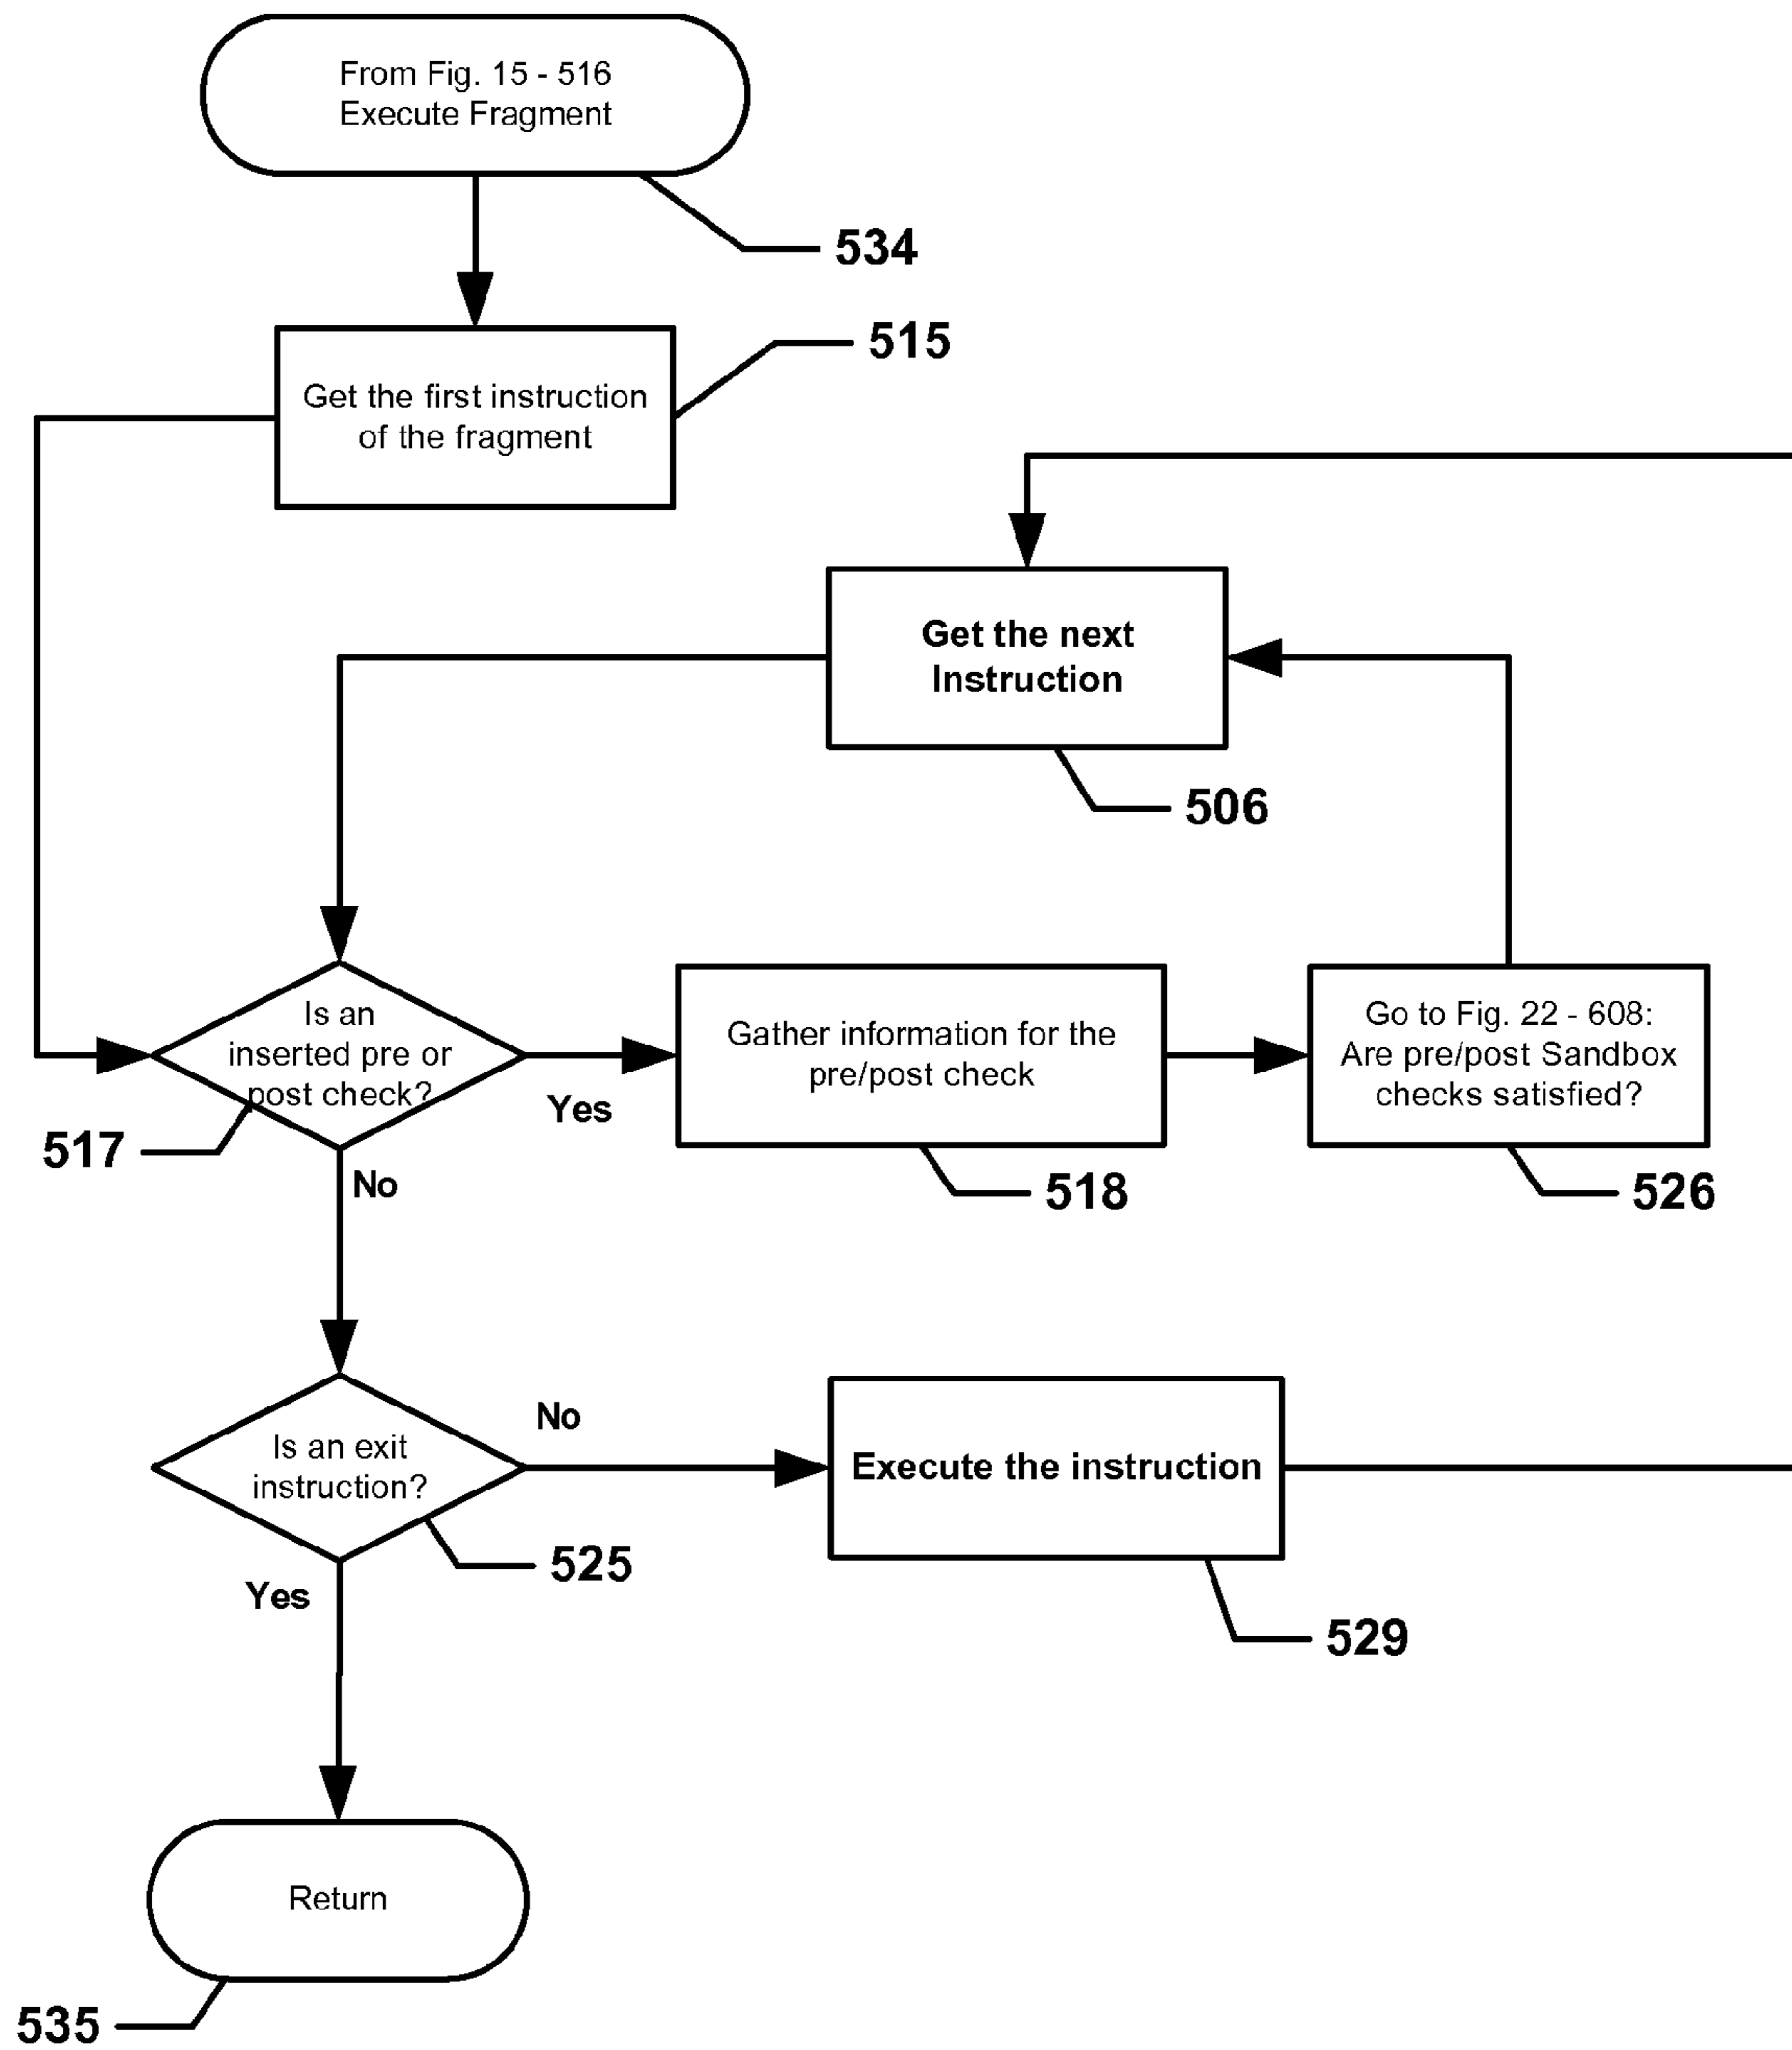 From Fig. 15 - 516
Execute Fragment
534
515
Get the first instruction
of the fragment
Get the next
Instruction
506
Is an
inserted pre or
post check?
Gather information for the
pre/post check
Go to Fig. 22 - 608:
Are pre/post Sandbox
checks satisfied?
Yes
517
No
518
526
No
Is an exit
instruction?
Execute the instruction
525
Yes
529
Return
535